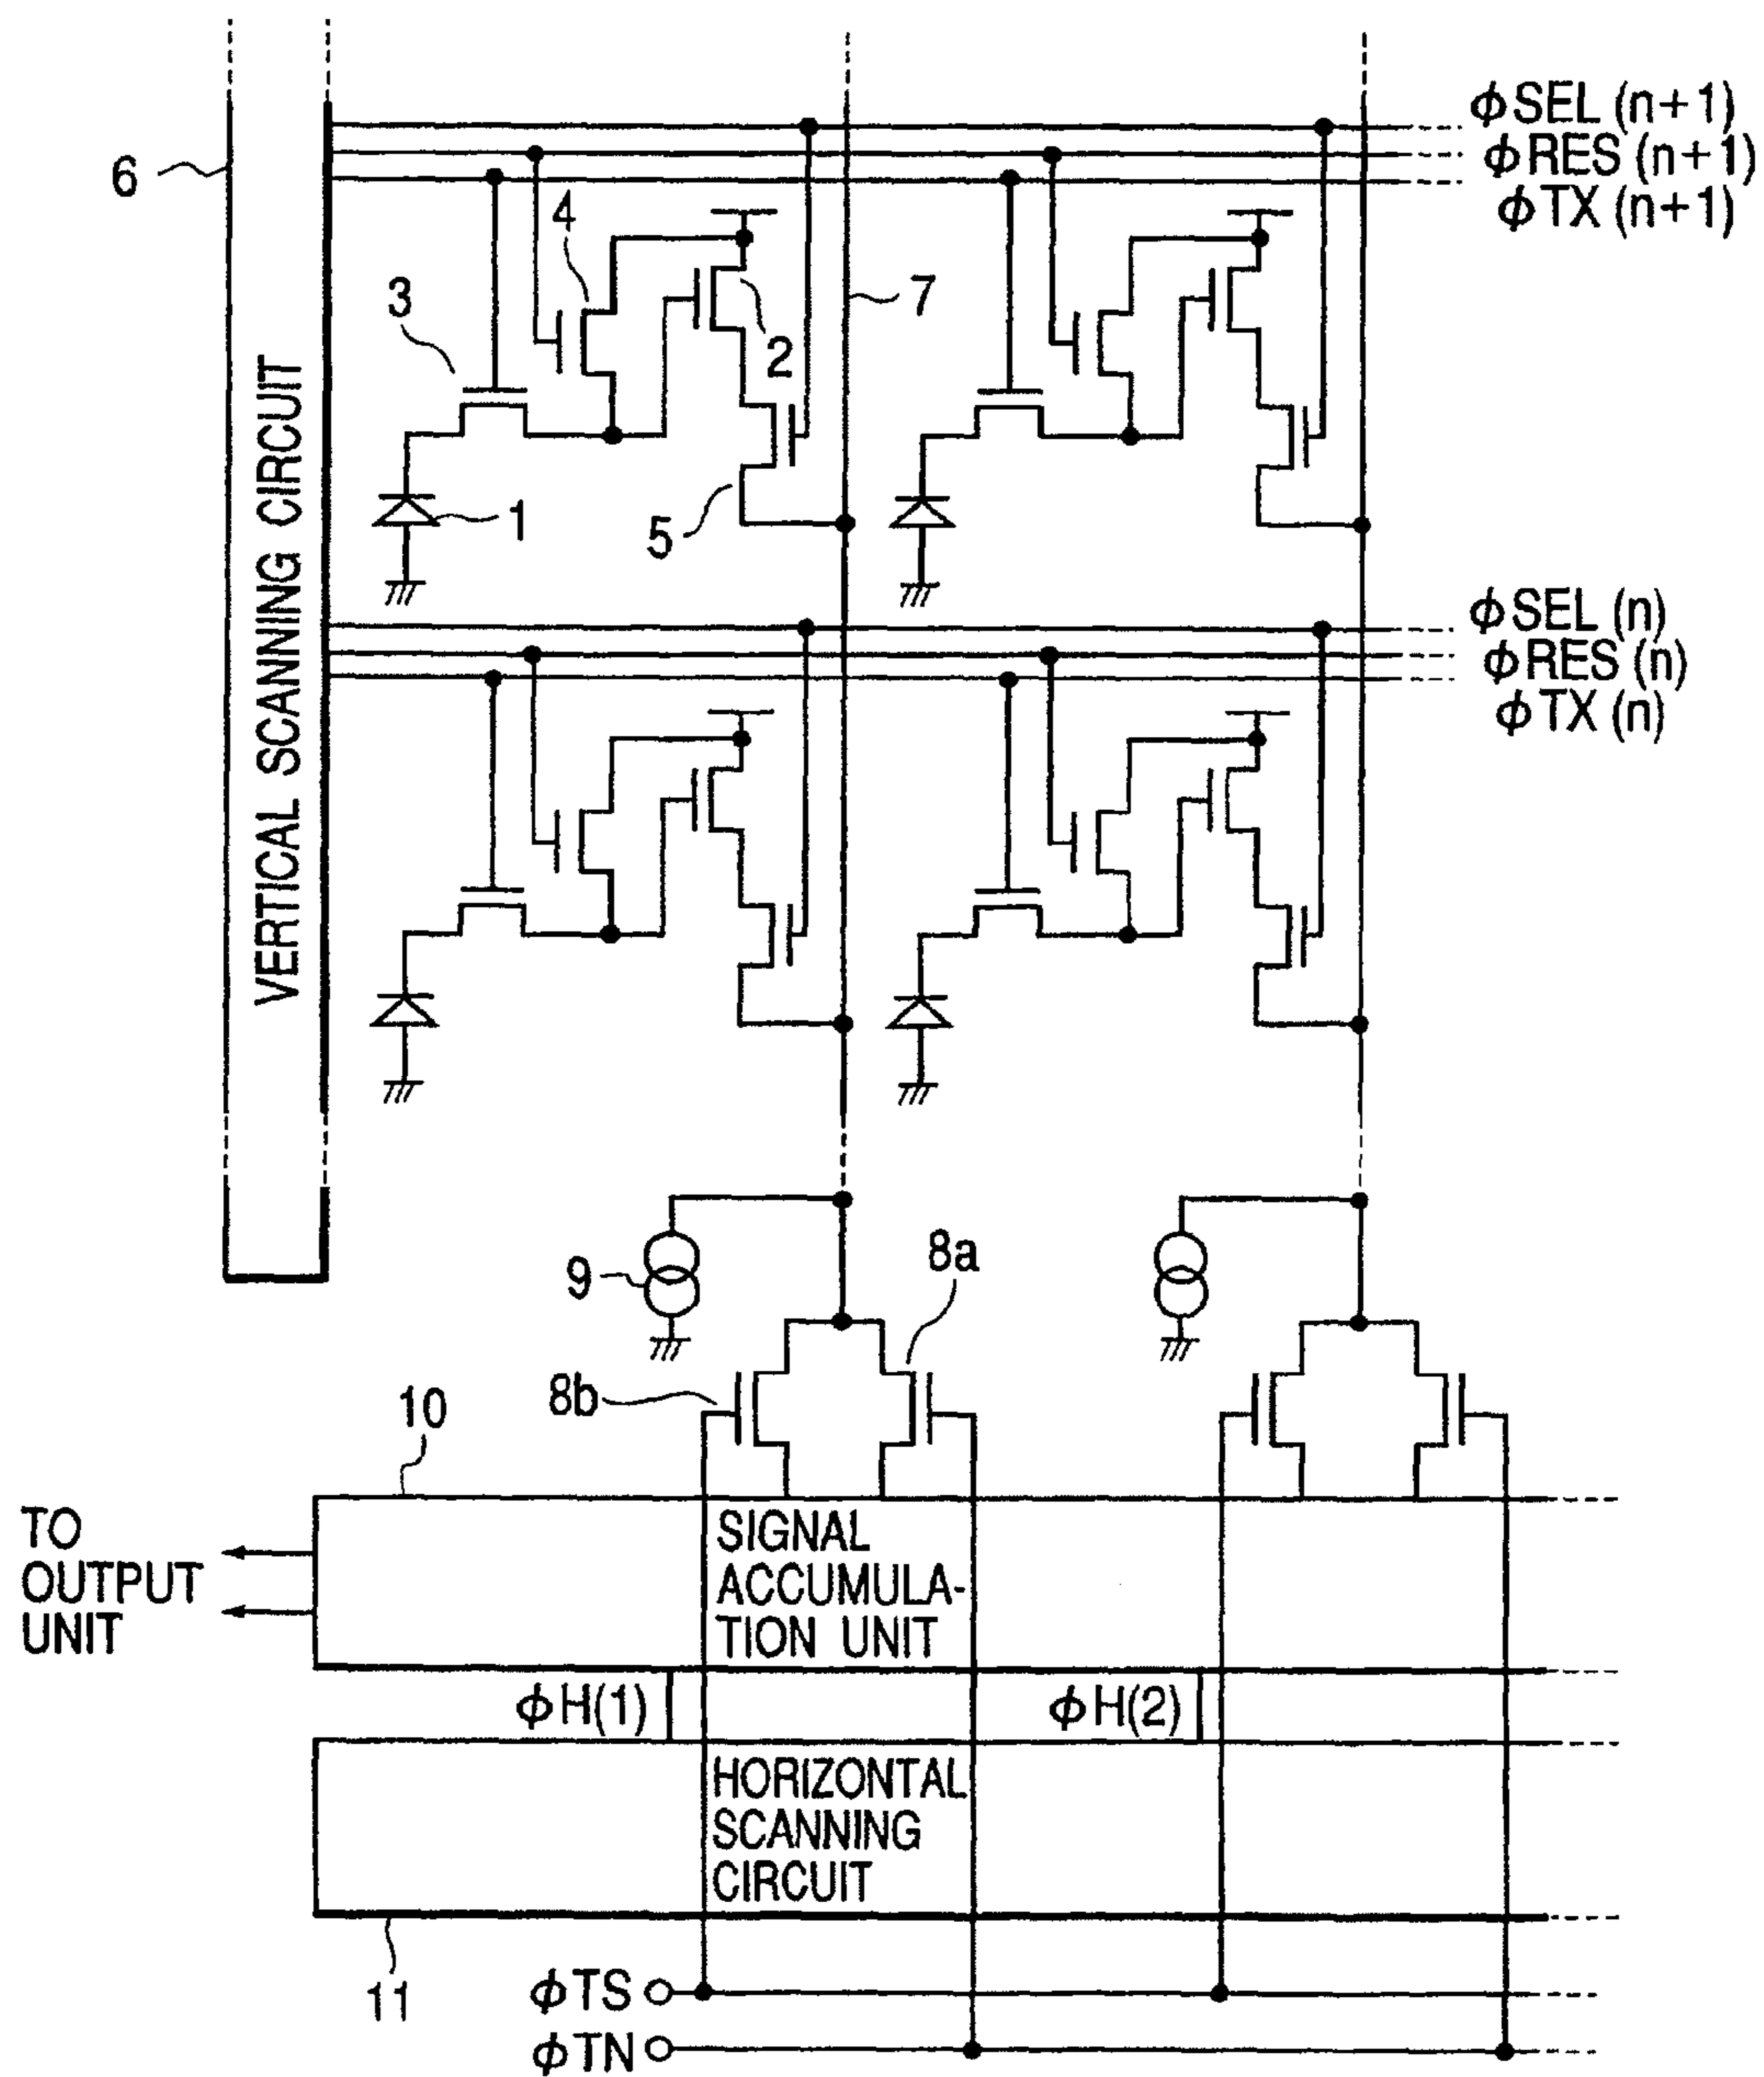 φSEL (n+1)
φRES (n+1)
φTX (n+1)
6
4
3
7
2
1
5
VERTICAL SCANNING CIRCUIT
φSEL (n)
φRES (n)
φTX (n)
9
8a
8b
10
TO
OUTPUT
UNIT
SIGNAL
ACCUMULA-
TION UNIT
φH(1)
φH(2)
HORIZONTAL
SCANNING
CIRCUIT
11
φTS
φTN